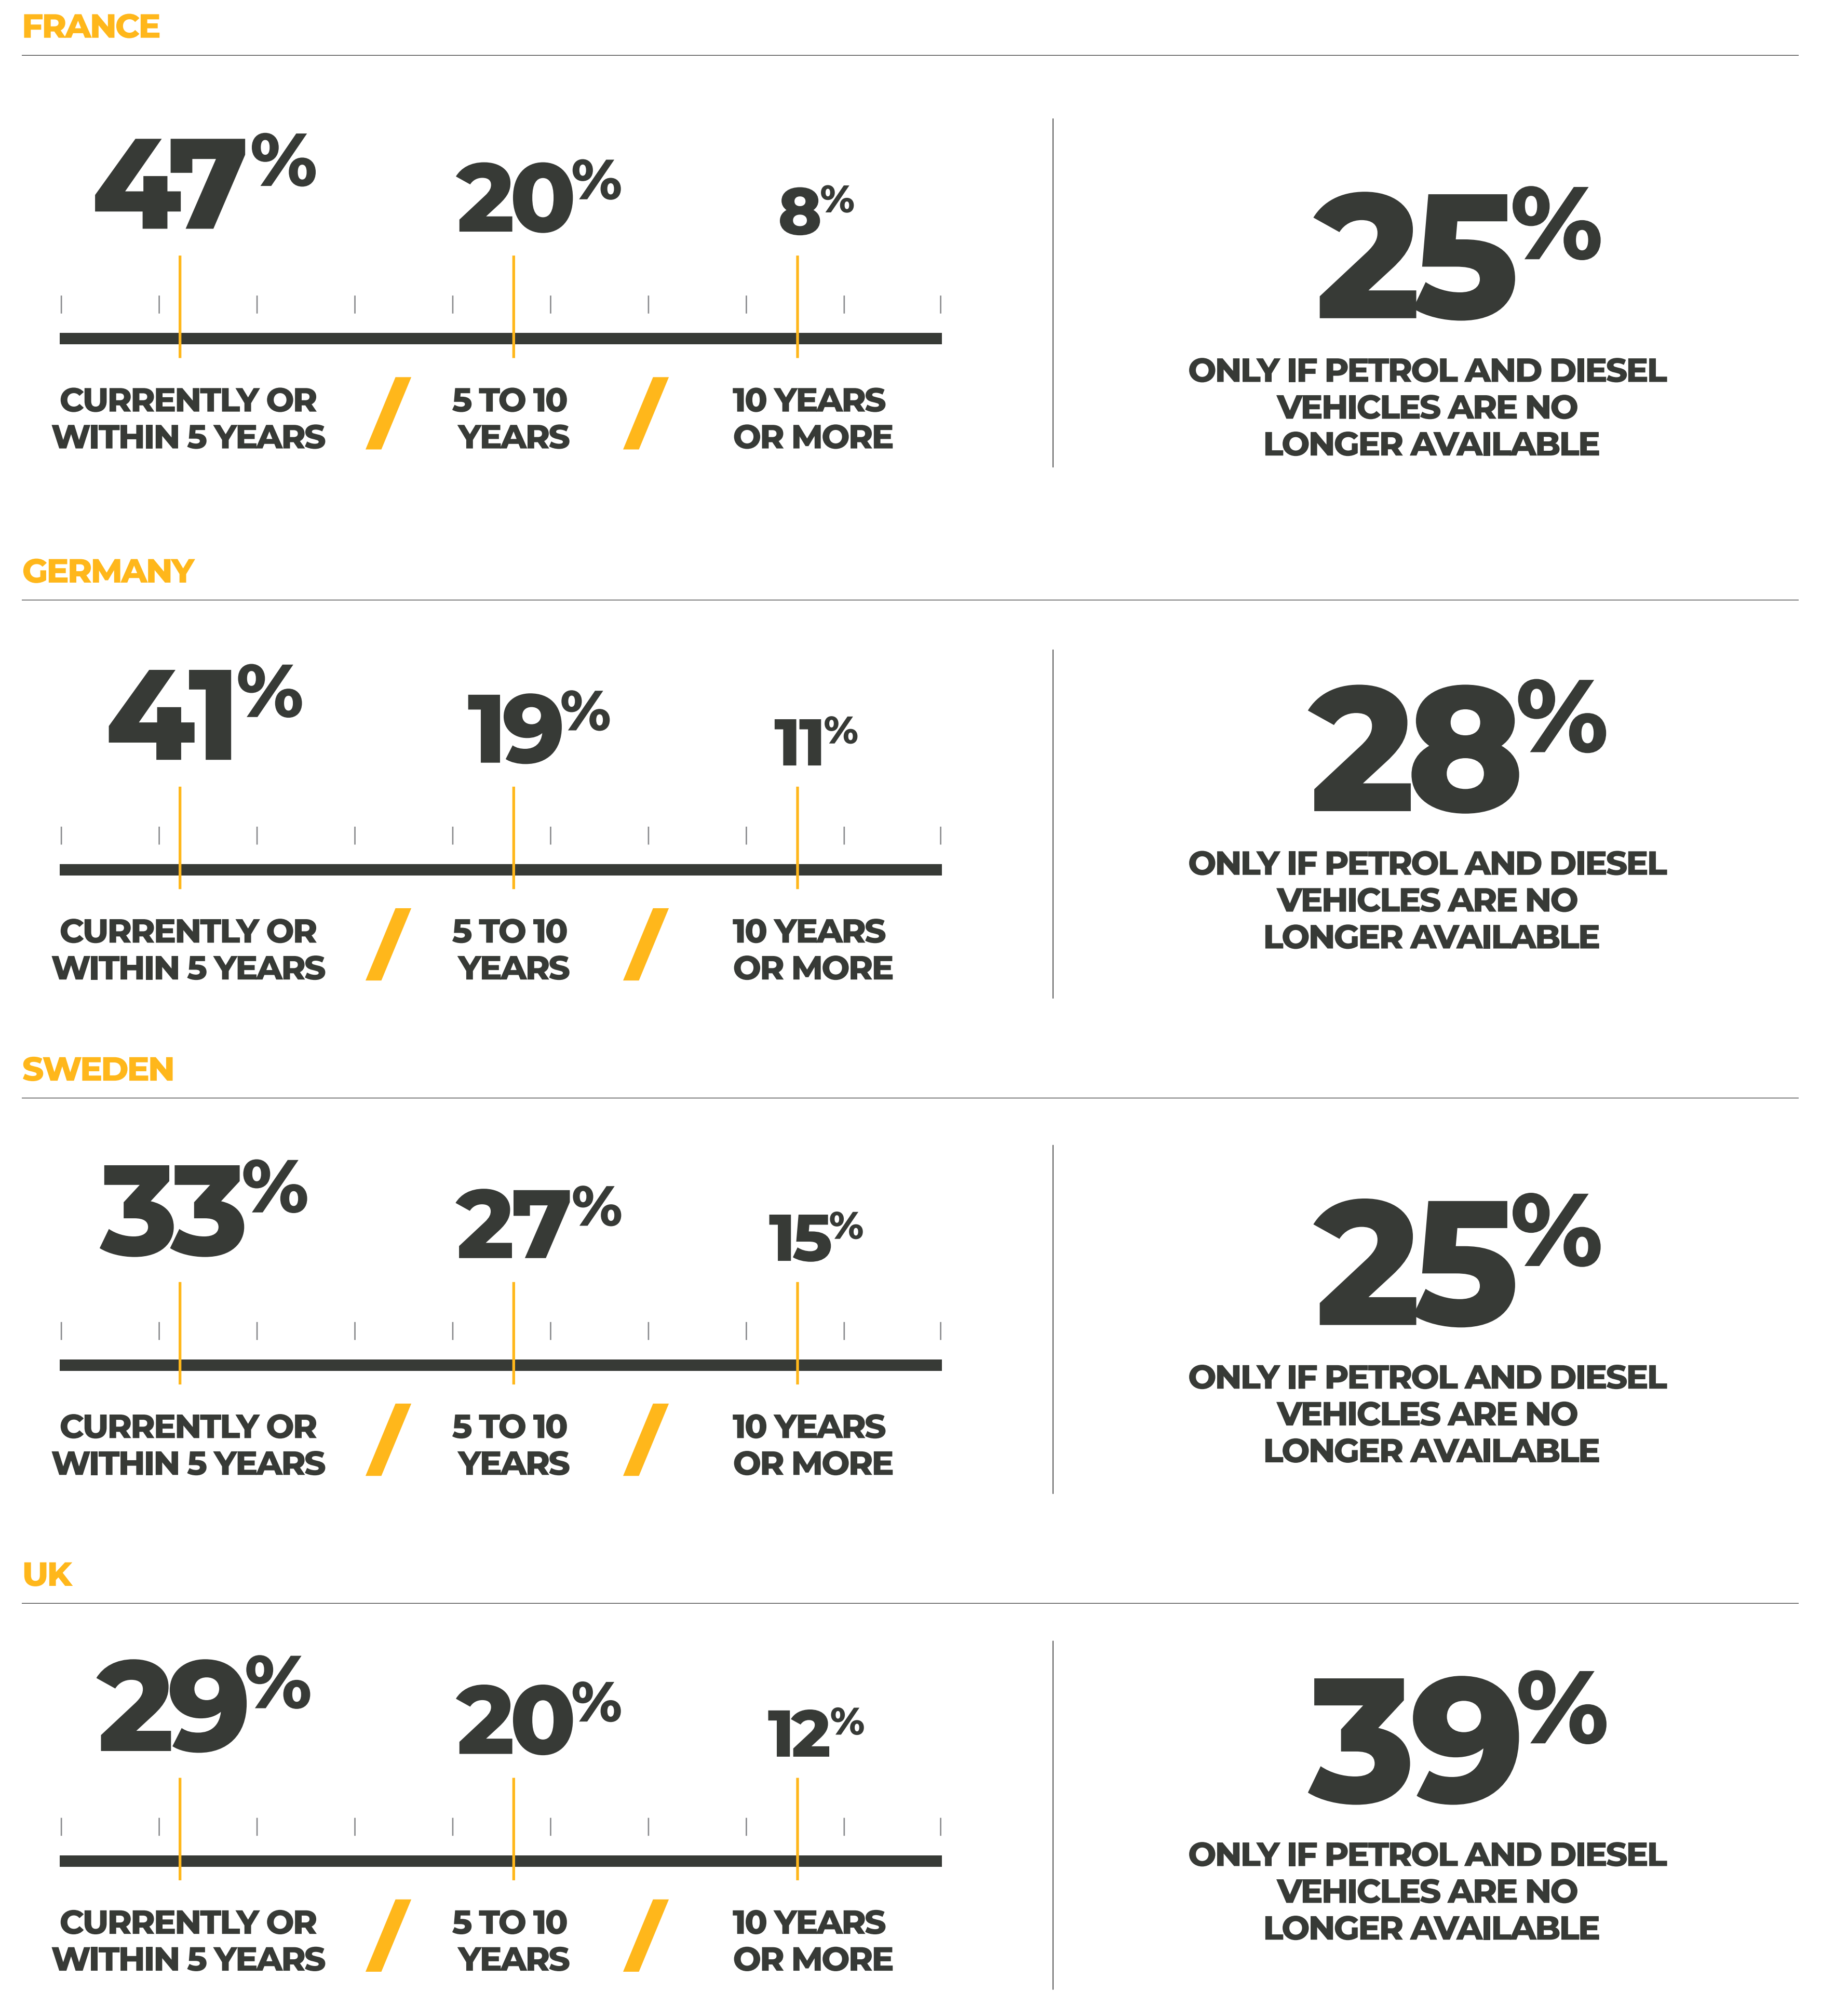 FRANCE
47% 20% 8%
25%
CURRENTLY OR
WITHIN 5 YEARS
5 TO 10
YEARS
10 YEARS
OR MORE
ONLY IF PETROL AND DIESEL
VEHICLES ARE NO
LONGER AVAILABLE
GERMANY
41% 19% 11%
28%
CURRENTLY OR
WITHIN 5 YEARS
5 TO 10
YEARS
10 YEARS
OR MORE
ONLY IF PETROL AND DIESEL
VEHICLES ARE NO
LONGER AVAILABLE
SWEDEN
33% 27% 15%
25%
CURRENTLY OR
WITHIN 5 YEARS
5 TO 10
YEARS
10 YEARS
OR MORE
ONLY IF PETROL AND DIESEL
VEHICLES ARE NO
LONGER AVAILABLE
UK
29% 20% 12%
39%
CURRENTLY OR
WITHIN 5 YEARS
5 TO 10
YEARS
10 YEARS
OR MORE
ONLY IF PETROL AND DIESEL
VEHICLES ARE NO
LONGER AVAILABLE